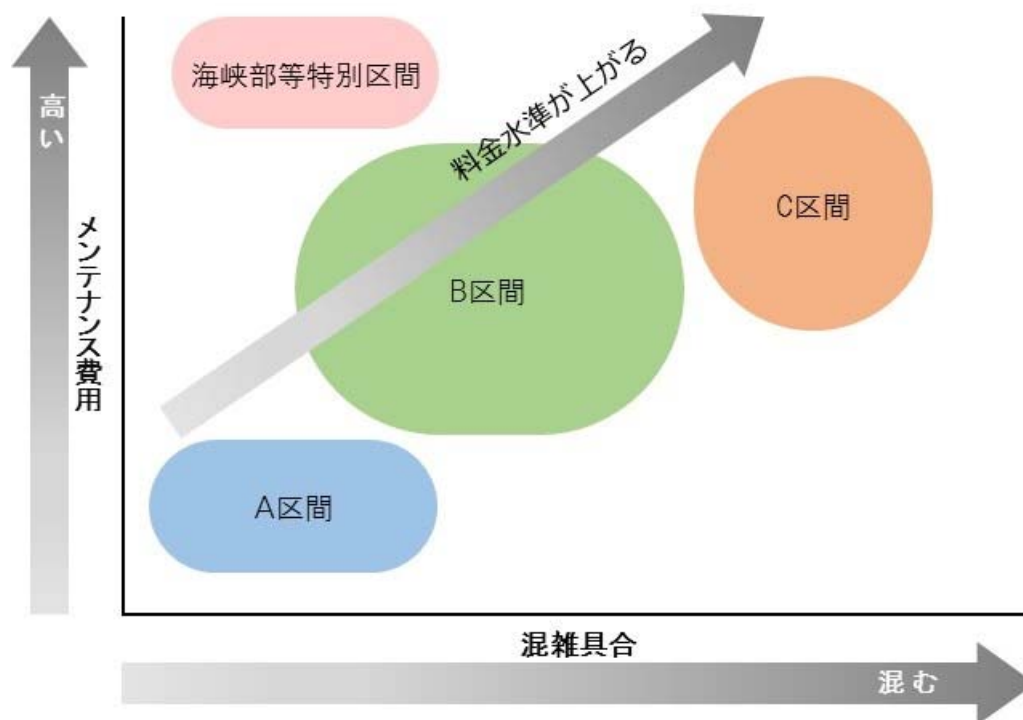 高い
メンテナンス費用
海峡部等特別区間
料金水準が上がる
C区間
B区間
A区間
混雑具合
混む